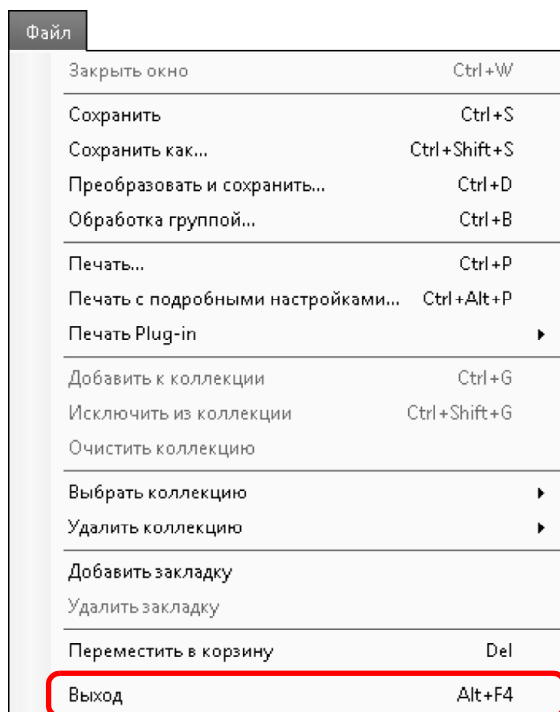 Файл
Закрыть окно Ctrl+W
Сохранить Ctrl+S
Сохранить как... Ctrl+Shift+S
Преобразовать и сохранить... Ctrl+D
Обработка группой... Ctrl+B
Печать... Ctrl+P
Печать с подробными настройками... Ctrl+Alt+P
Печать Plug-in
Добавить к коллекции Ctrl+G
Исключить из коллекции Ctrl+Shift+G
Очистить коллекцию
Выбрать коллекцию
Удалить коллекцию
Добавить закладку
Удалить закладку
Переместить в корзину Del
Выход Alt+F4